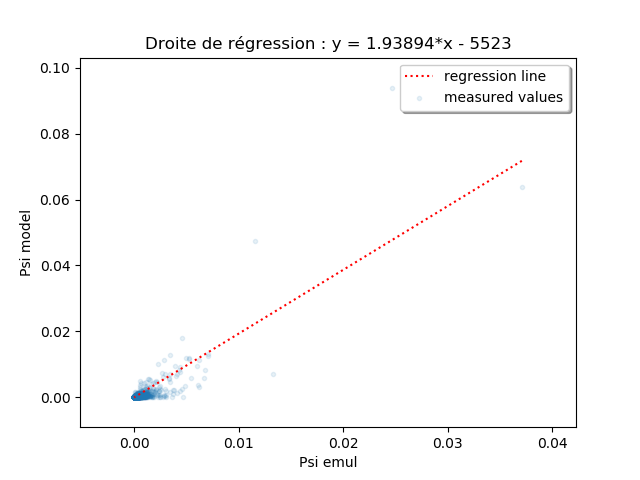 Droite de régression : y = 1.93894*x - 5523
regression line
measured values
Psi model
0.10
0.08
0.06
0.04
0.02
0.00
0.00 0.01 0.02 0.03 0.04
Psi emul